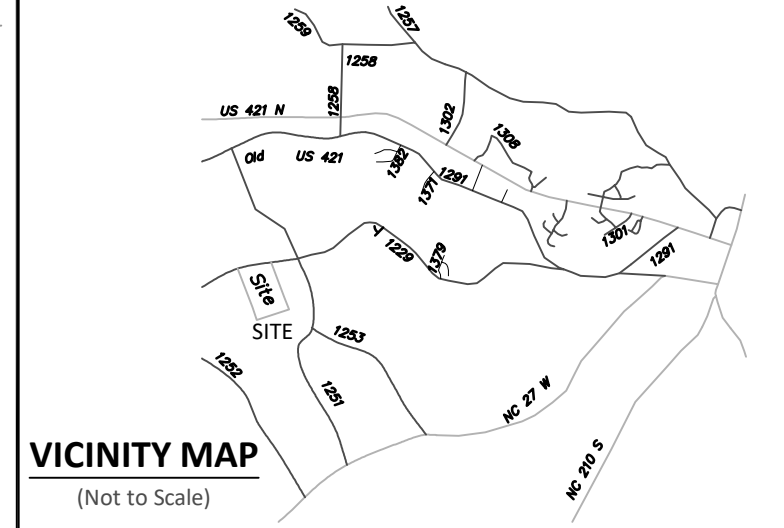 1259
1257
1258
1258
US 421 N
1302
1308
Old US 421
1382
1371
1291
1229
1379
1301
1291
Site
SITE
1253
1252
1251
NC 27 W
NC 210 S
VICINITY MAP
(Not to Scale)